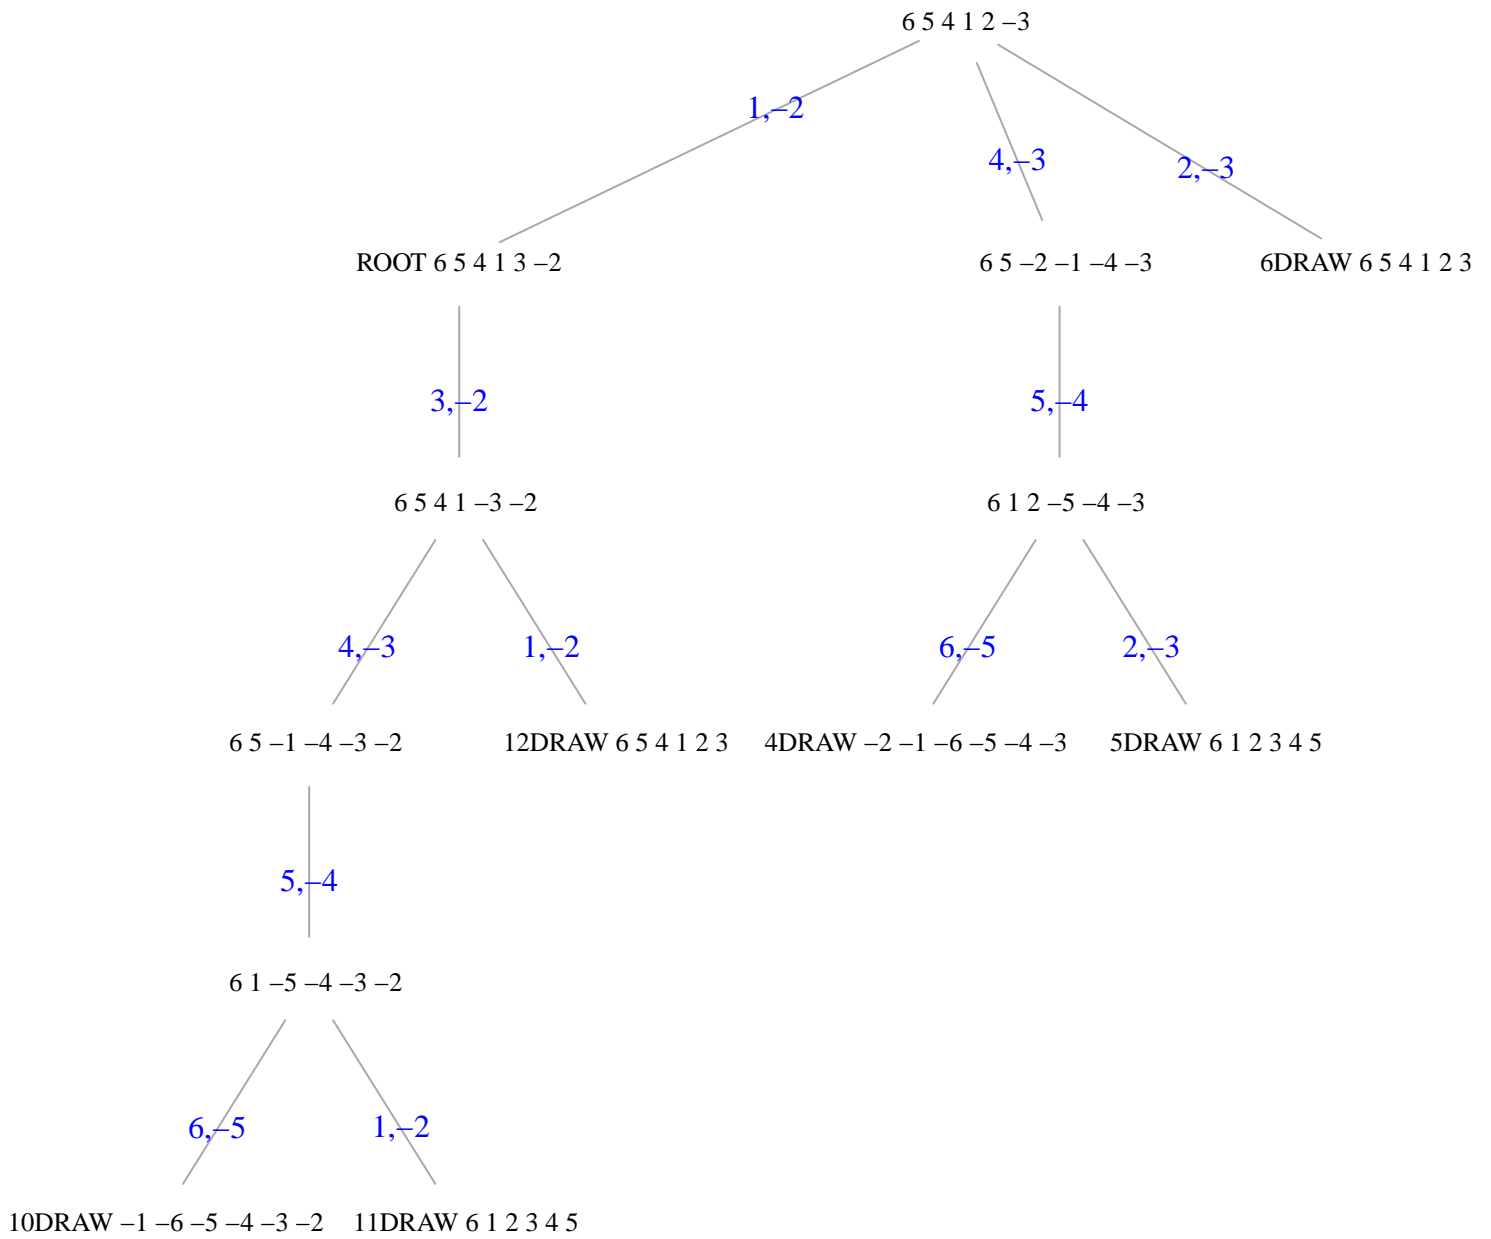 6 5 4 1 2 –3
1,–2
4,–3
2,–3
ROOT 6 5 4 1 3 –2
6 5 –2 –1 –4 –3
6DRAW 6 5 4 1 2 3
3,–2
5,–4
6 5 4 1 –3 –2
6 1 2 –5 –4 –3
4,–3
1,–2
6,–5
2,–3
6 5 –1 –4 –3 –2
12DRAW 6 5 4 1 2 3
4DRAW –2 –1 –6 –5 –4 –3
5DRAW 6 1 2 3 4 5
5,–4
6 1 –5 –4 –3 –2
6,–5
1,–2
10DRAW –1 –6 –5 –4 –3 –2
11DRAW 6 1 2 3 4 5